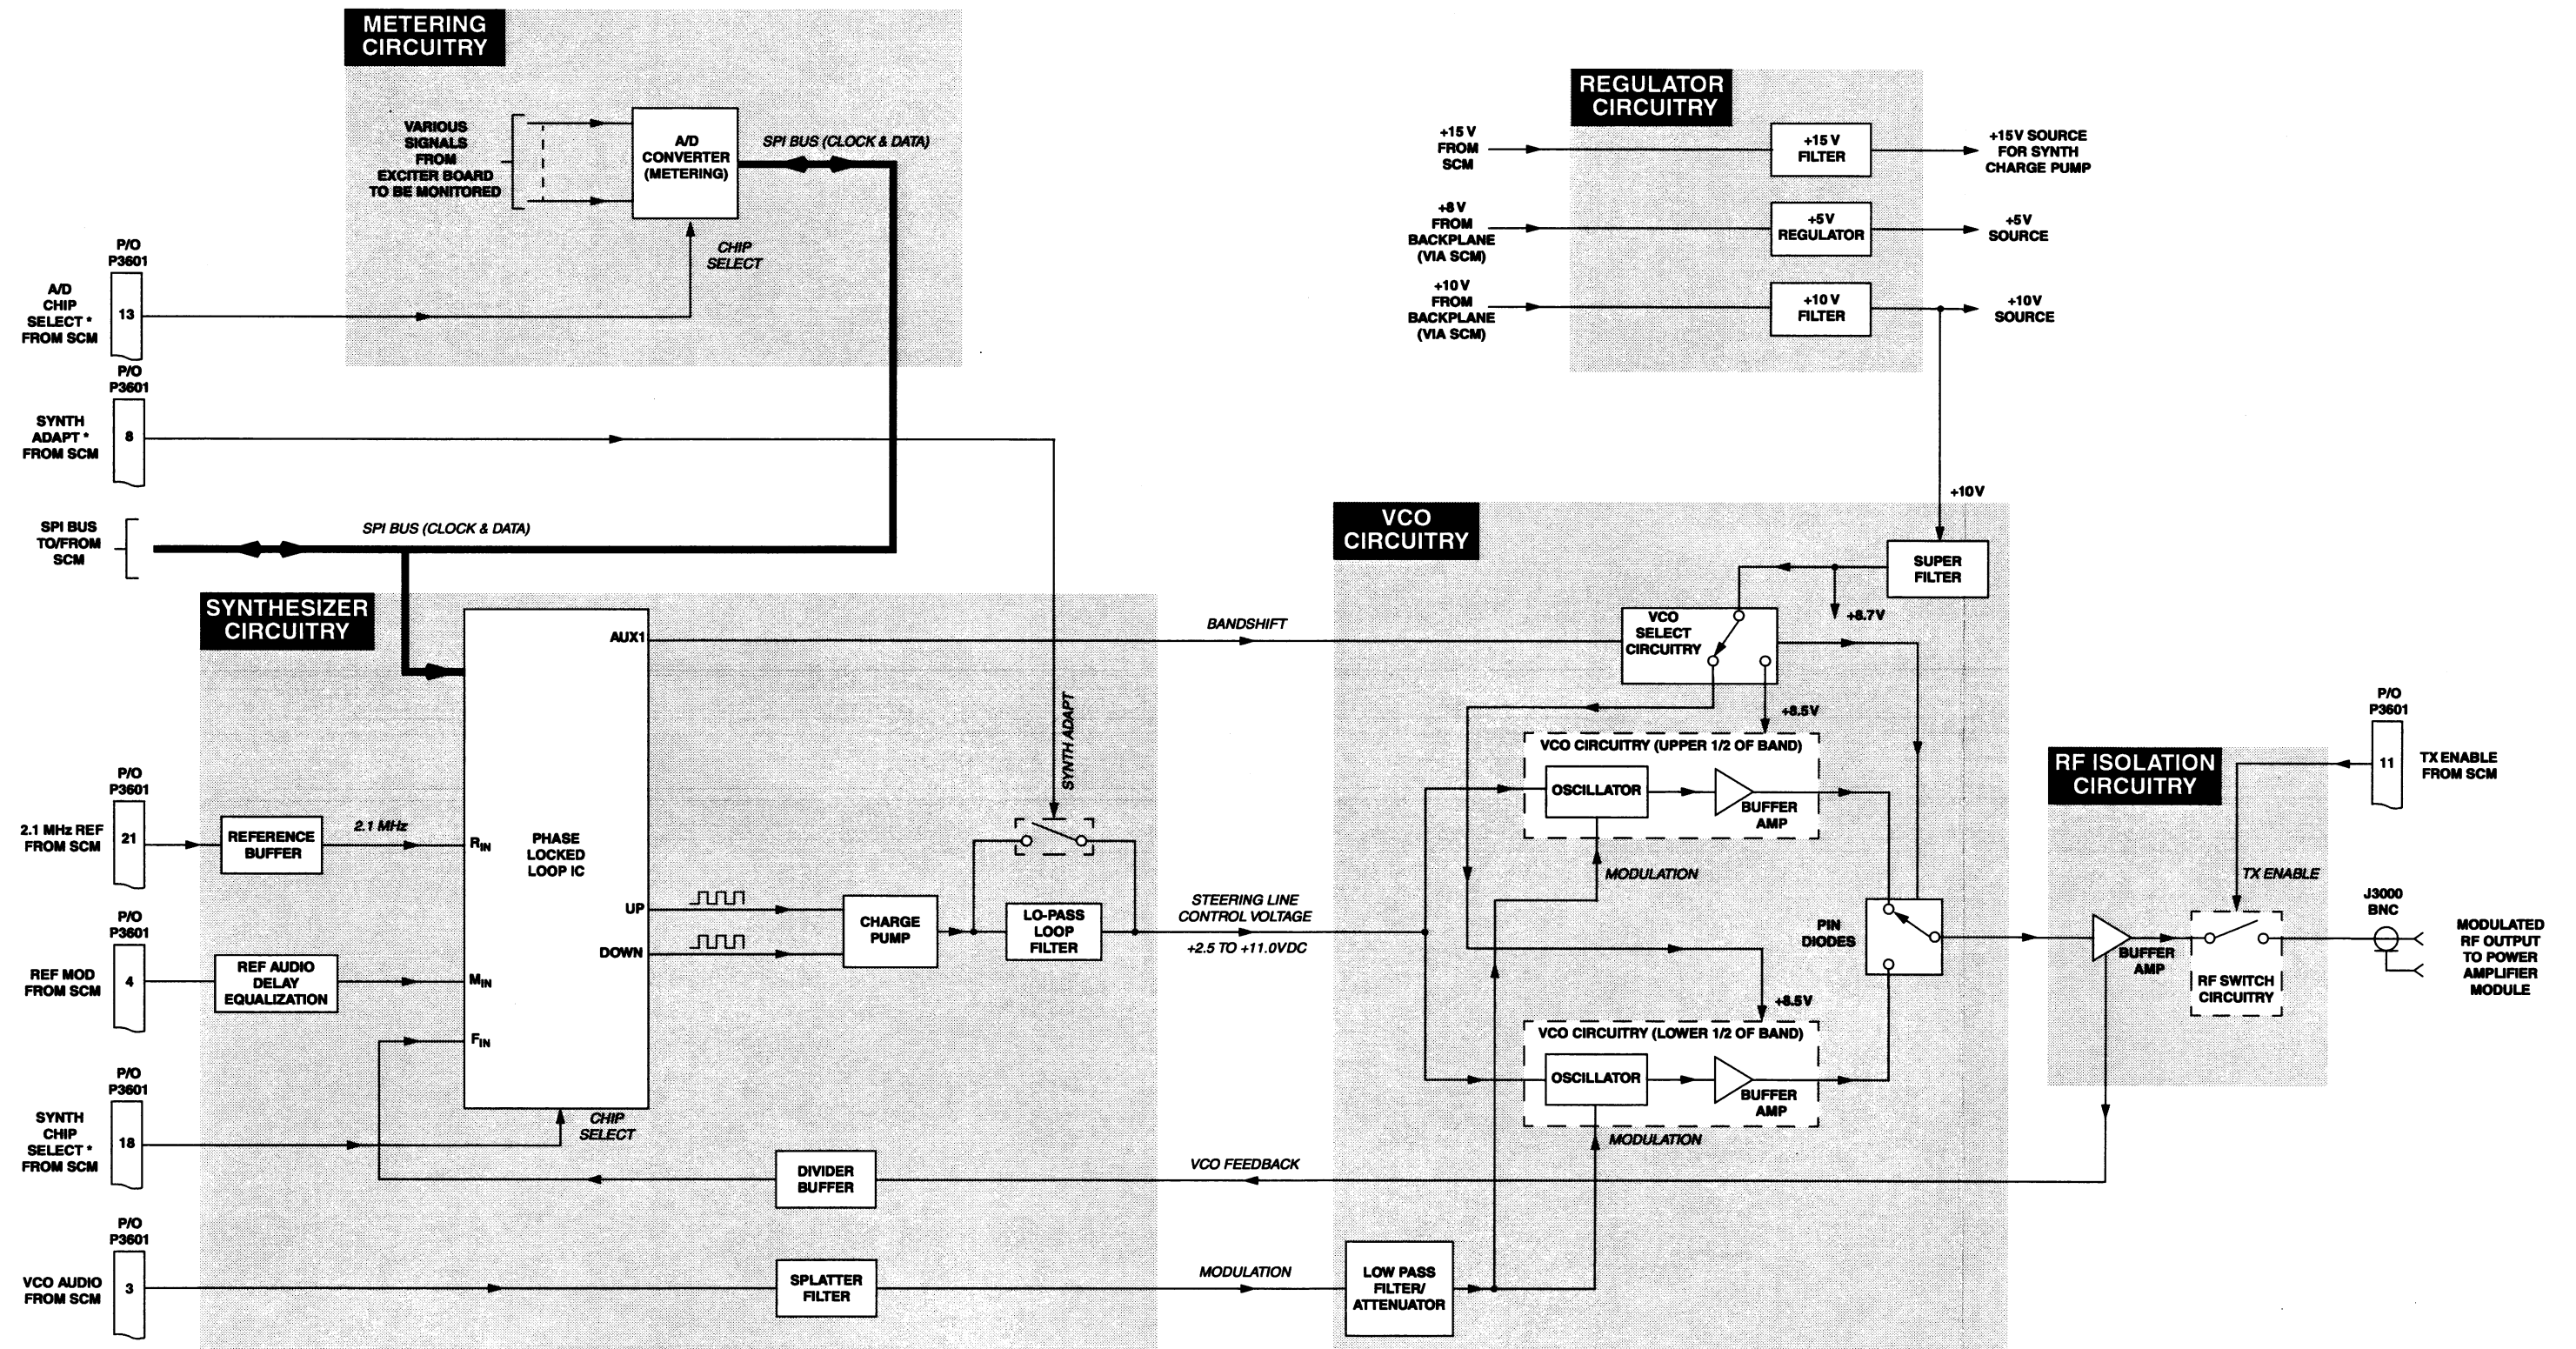 METERING
CIRCUITRY
VARIOUS
SIGNALS
FROM
EXCITER BOARD
TO BE MONITORED
A/D
CONVERTER
(METERING)
SPI BUS (CLOCK & DATA)
CHIP
SELECT
P/O
P3601
A/D
CHIP
SELECT *
FROM SCM
13
P/O
P3601
SYNTH
ADAPT *
FROM SCM
8
SPI BUS
TO/FROM
SCM
SPI BUS (CLOCK & DATA)
REGULATOR
CIRCUITRY
+15 V
FROM
SCM
+15 V
FILTER
+15V SOURCE
FOR SYNTH
CHARGE PUMP
+8 V
FROM
BACKPLANE
(VIA SCM)
+5 V
REGULATOR
+5V
SOURCE
+10 V
FROM
BACKPLANE
(VIA SCM)
+10 V
FILTER
+10V
SOURCE
+10V
SYNTHESIZER
CIRCUITRY
AUX1
PHASE
LOCKED
LOOP IC
RIN
MIN
FIN
UP
DOWN
P/O
P3601
2.1 MHz REF
FROM SCM
21
REFERENCE
BUFFER
2.1 MHz
P/O
P3601
REF MOD
FROM SCM
4
REF AUDIO
DELAY
EQUALIZATION
P/O
P3601
SYNTH
CHIP
SELECT *
FROM SCM
18
CHIP
SELECT
P/O
P3601
VCO AUDIO
FROM SCM
3
CHARGE
PUMP
SYNTH ADAPT
LO-PASS
LOOP
FILTER
DIVIDER
BUFFER
SPLATTER
FILTER
BANDSHIFT
STEERING LINE
CONTROL VOLTAGE
+2.5 TO +11.0VDC
VCO FEEDBACK
MODULATION
VCO
CIRCUITRY
SUPER
FILTER
+8.7V
VCO
SELECT
CIRCUITRY
+8.5V
VCO CIRCUITRY (UPPER 1/2 OF BAND)
OSCILLATOR
BUFFER
AMP
MODULATION
PIN
DIODES
+8.5V
VCO CIRCUITRY (LOWER 1/2 OF BAND)
OSCILLATOR
BUFFER
AMP
MODULATION
LOW PASS
FILTER/
ATTENUATOR
RF ISOLATION
CIRCUITRY
P/O
P3601
11
TX ENABLE
FROM SCM
TX ENABLE
BUFFER
AMP
RF SWITCH
CIRCUITRY
J3000
BNC
MODULATED
RF OUTPUT
TO POWER
AMPLIFIER
MODULE